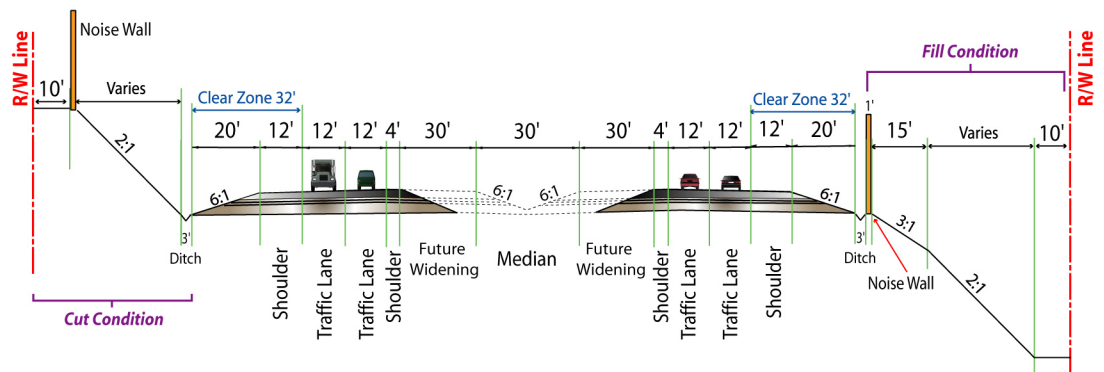 Noise Wall
R/W Line
10'
Varies
2:1
Clear Zone 32'
20'
12'
12'
12'
4'
30'
30'
30'
4'
12'
12'
12'
20'
Clear Zone 32'
Fill Condition
R/W Line
1'
15'
Varies
10'
6:1
6:1
6:1
6:1
3:1
2:1
3'
Ditch
Shoulder
Traffic Lane
Traffic Lane
Shoulder
Future
Widening
Median
Future
Widening
Shoulder
Traffic Lane
Traffic Lane
Shoulder
3'
Ditch
Noise Wall
Cut Condition